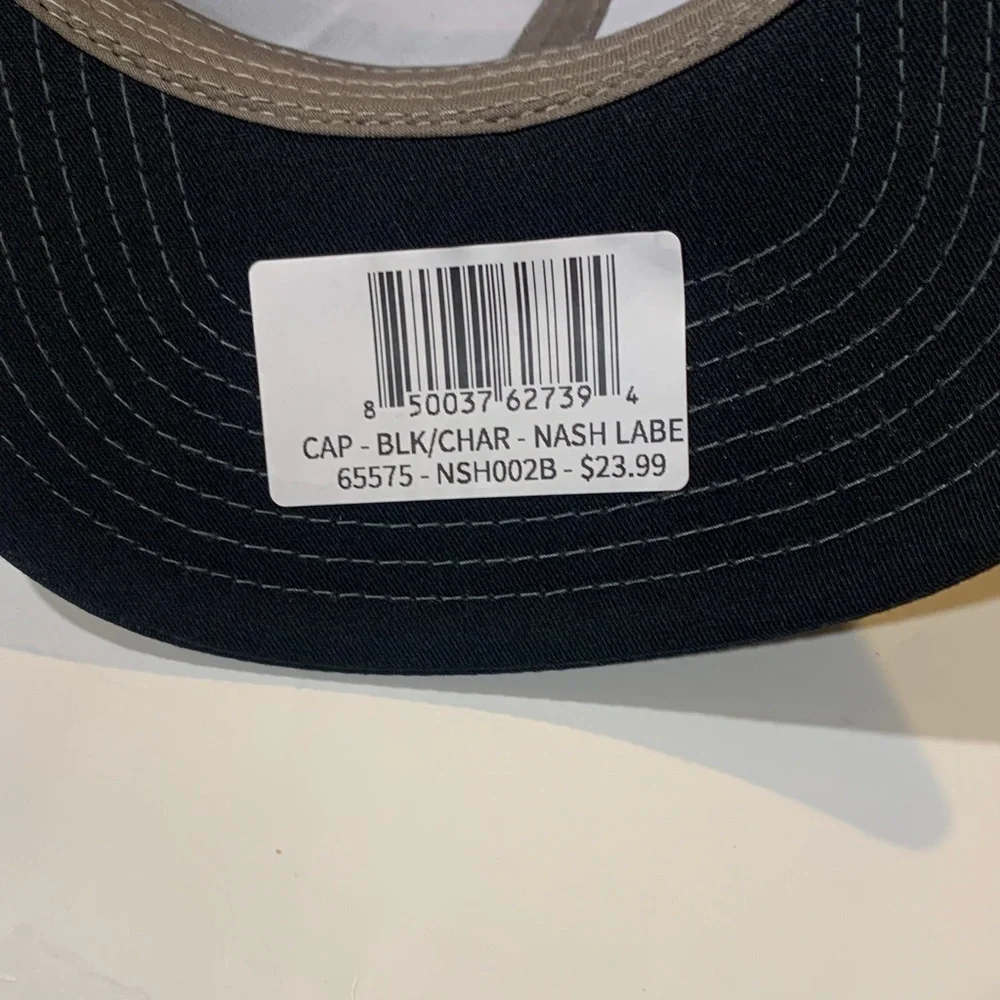 8 50037 62739 4
CAP - BLK/CHAR - NASH LABE
65575 - NSH002B - $23.99